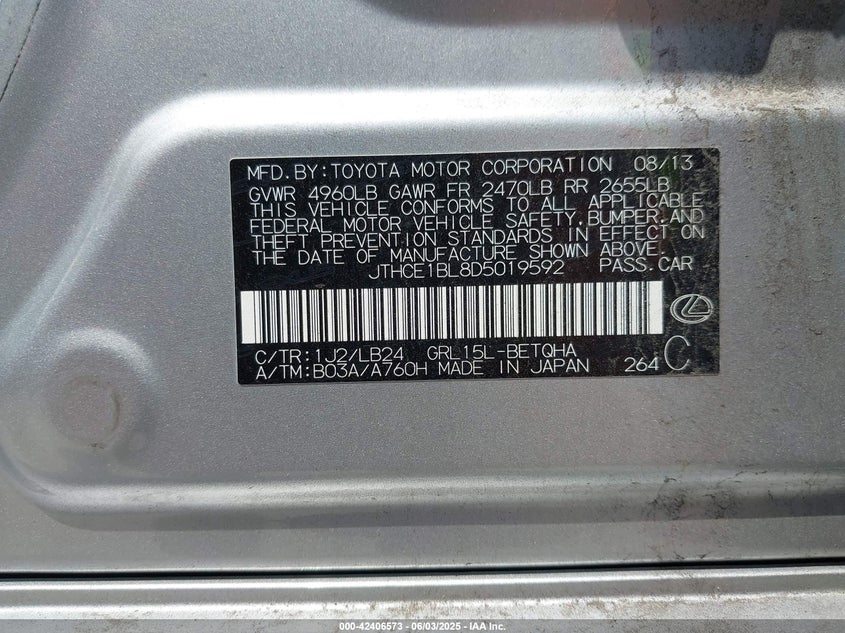 MFD.BY:TOYOTA MOTOR CORPORATION 08/13
GVWR 4960LB GAWR FR 2470LB RR 2655LB
THIS VEHICLE CONFORMS TO ALL APPLICABLE
FEDERAL MOTOR VEHICLE SAFETY,BUMPER,AND
THEFT PREVENTION STANDARDS IN EFFECT ON
THE DATE OF MANUFACTURE SHOWN ABOVE.
JTHCE1BL8D5019592 PASS.CAR
C/TR:1J2/LB24 GRL15L-BETQHA
A/TM:B03A/A760H MADE IN JAPAN 264 C
000-42406573 - 06/03/2025 - IAA Inc.